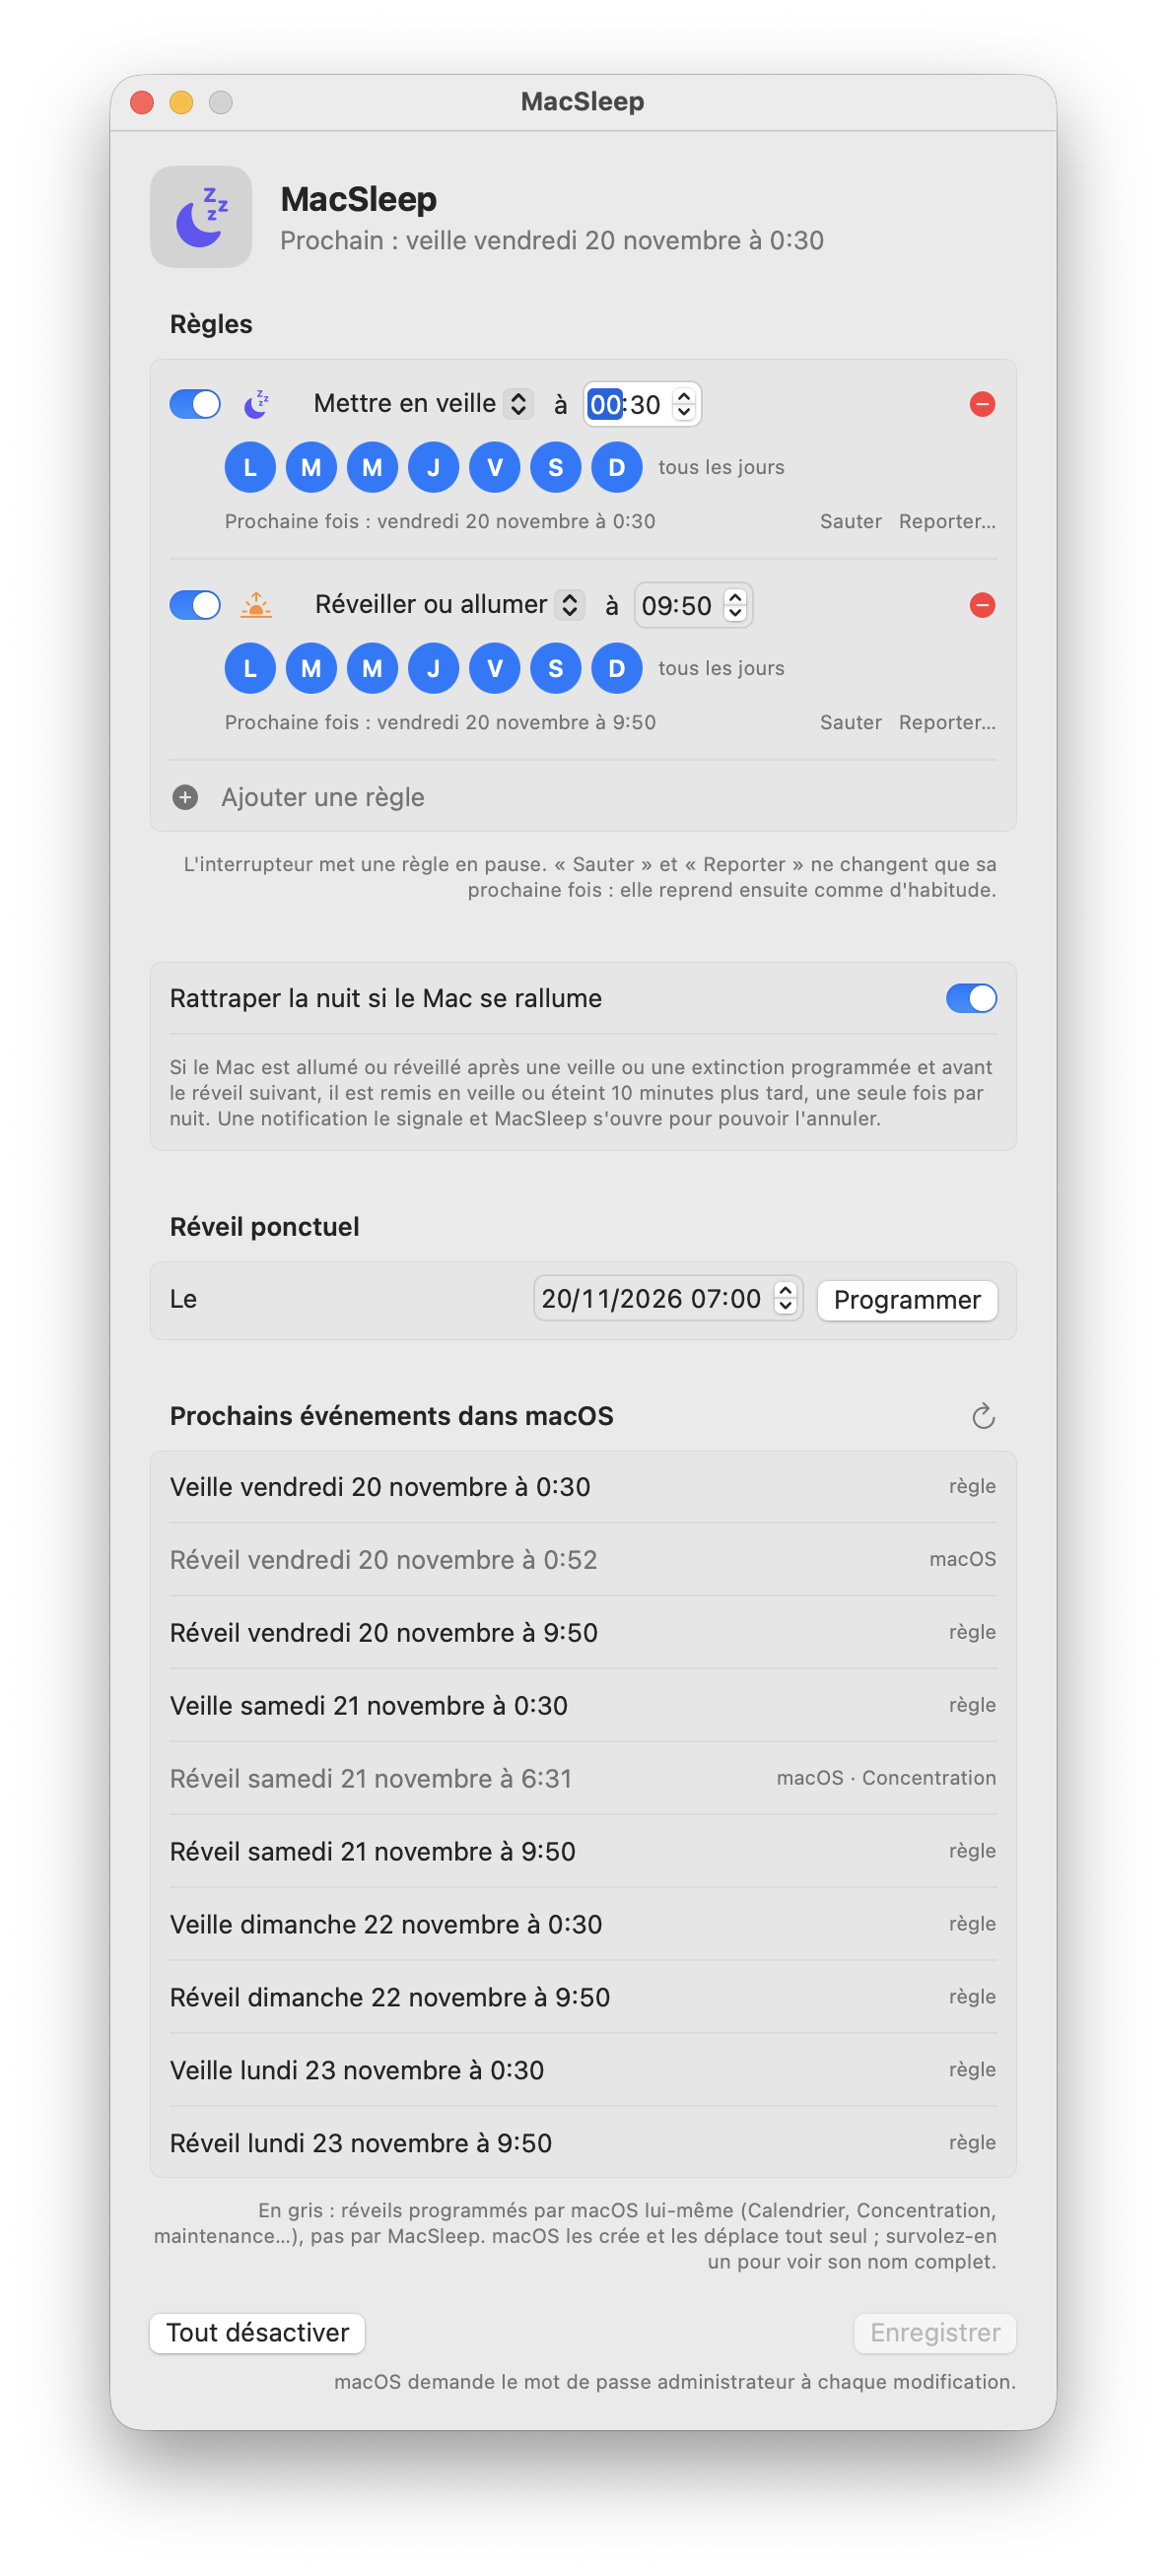 MacSleep
MacSleep
Prochain : veille vendredi 20 novembre à 0:30
Règles
Mettre en veille à 00:30
L M M J V S D tous les jours
Prochaine fois : vendredi 20 novembre à 0:30 Sauter Reporter...
Réveiller ou allumer à 09:50
L M M J V S D tous les jours
Prochaine fois : vendredi 20 novembre à 9:50 Sauter Reporter...
Ajouter une règle
L'interrupteur met une règle en pause. « Sauter » et « Reporter » ne changent que sa
prochaine fois : elle reprend ensuite comme d'habitude.
Rattraper la nuit si le Mac se rallume
Si le Mac est allumé ou réveillé après une veille ou une extinction programmée et avant
le réveil suivant, il est remis en veille ou éteint 10 minutes plus tard, une seule fois par
nuit. Une notification le signale et MacSleep s'ouvre pour pouvoir l'annuler.
Réveil ponctuel
Le 20/11/2026 07:00 Programmer
Prochains événements dans macOS
Veille vendredi 20 novembre à 0:30 règle
Réveil vendredi 20 novembre à 0:52 macOS
Réveil vendredi 20 novembre à 9:50 règle
Veille samedi 21 novembre à 0:30 règle
Réveil samedi 21 novembre à 6:31 macOS · Concentration
Réveil samedi 21 novembre à 9:50 règle
Veille dimanche 22 novembre à 0:30 règle
Réveil dimanche 22 novembre à 9:50 règle
Veille lundi 23 novembre à 0:30 règle
Réveil lundi 23 novembre à 9:50 règle
En gris : réveils programmés par macOS lui-même (Calendrier, Concentration,
maintenance...), pas par MacSleep. macOS les crée et les déplace tout seul ; survolez-en
un pour voir son nom complet.
Tout désactiver Enregistrer
macOS demande le mot de passe administrateur à chaque modification.